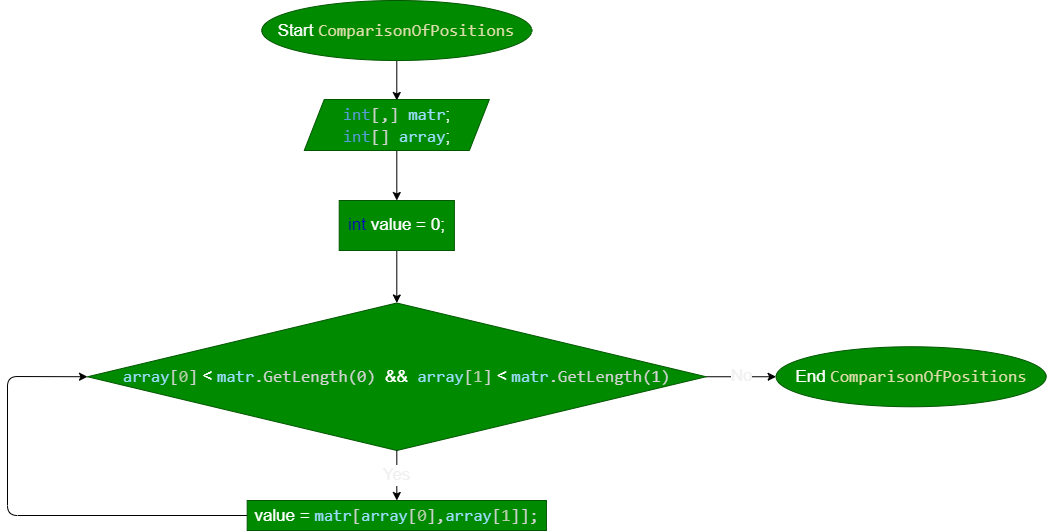 Start ComparisonOfPositions
int[,] matr;
int[] array;
int value = 0;
array[0] < matr.GetLength(0) && array[1] < matr.GetLength(1)
No
End ComparisonOfPositions
Yes
value = matr[array[0],array[1]];